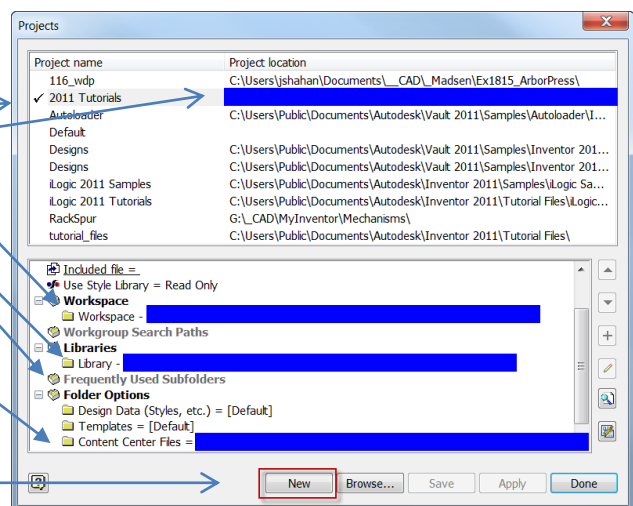 Projects
Project name Project location
116_wdp C:\Users\jshahan\Documents\__CAD\_Madsen\Ex1815_ArborPress\
✓ 2011 Tutorials
Autoloader C:\Users\Public\Documents\Autodesk\Vault 2011\Samples\Autoloader\I...
Default
Designs C:\Users\Public\Documents\Autodesk\Vault 2011\Samples\Inventor 201...
Designs C:\Users\Public\Documents\Autodesk\Vault 2011\Samples\Inventor 201...
iLogic 2011 Samples C:\Users\Public\Documents\Autodesk\Inventor 2011\Samples\iLogic Sa...
iLogic 2011 Tutorials C:\Users\Public\Documents\Autodesk\Inventor 2011\Tutorial Files\iLogic...
RackSpur G:\_CAD\MyInventor\Mechanisms\
tutorial_files C:\Users\Public\Documents\Autodesk\Inventor 2011\Tutorial Files\
Included file =
Use Style Library = Read Only
Workspace
Workspace -
Workgroup Search Paths
Libraries
Library -
Frequently Used Subfolders
Folder Options
Design Data (Styles, etc.) = [Default]
Templates = [Default]
Content Center Files =
New Browse... Save Apply Done